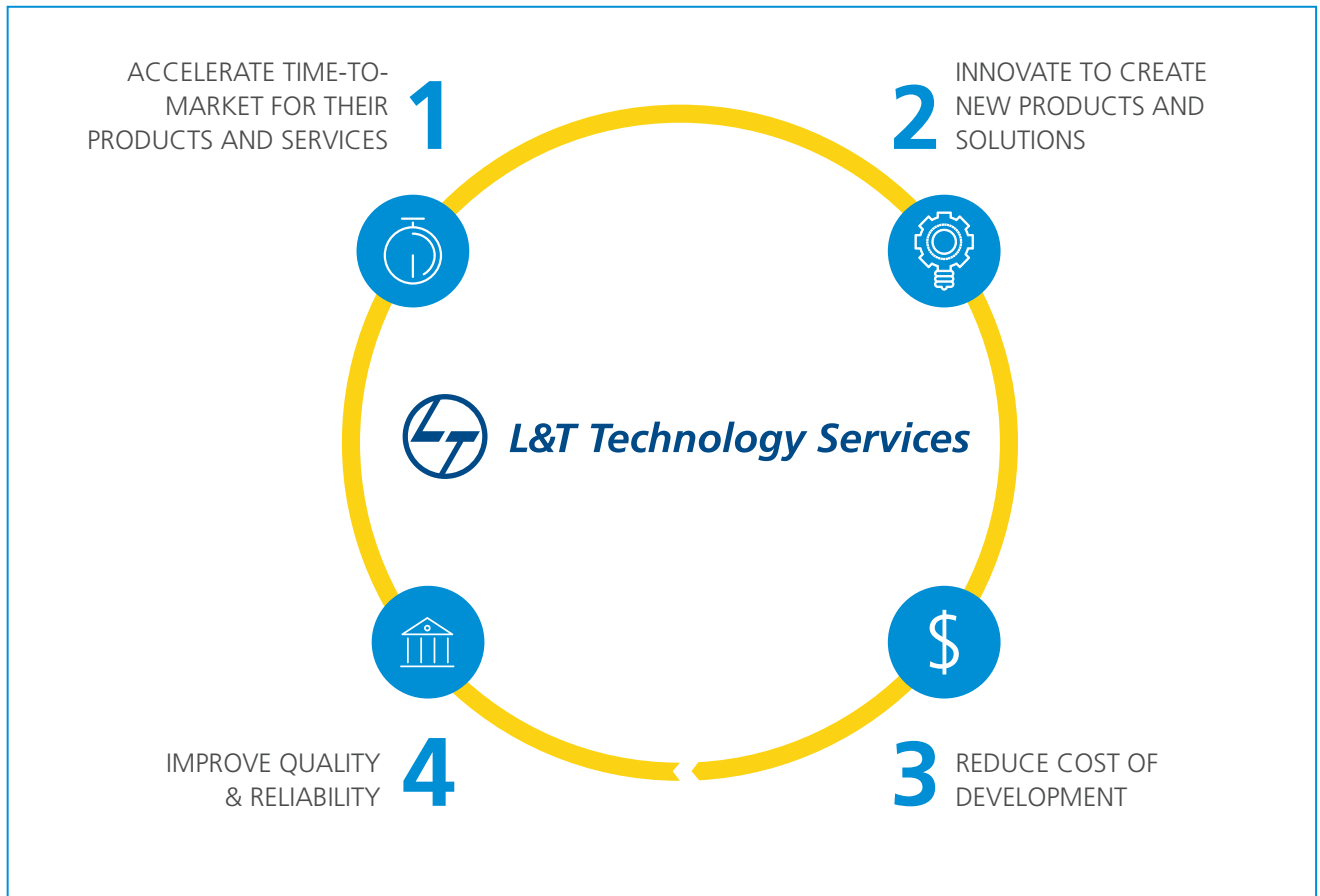 ACCELERATE TIME-TO-
MARKET FOR THEIR
PRODUCTS AND SERVICES
1
2
INNOVATE TO CREATE
NEW PRODUCTS AND
SOLUTIONS
LT L&T Technology Services
IMPROVE QUALITY
& RELIABILITY
4
3
REDUCE COST OF
DEVELOPMENT
$